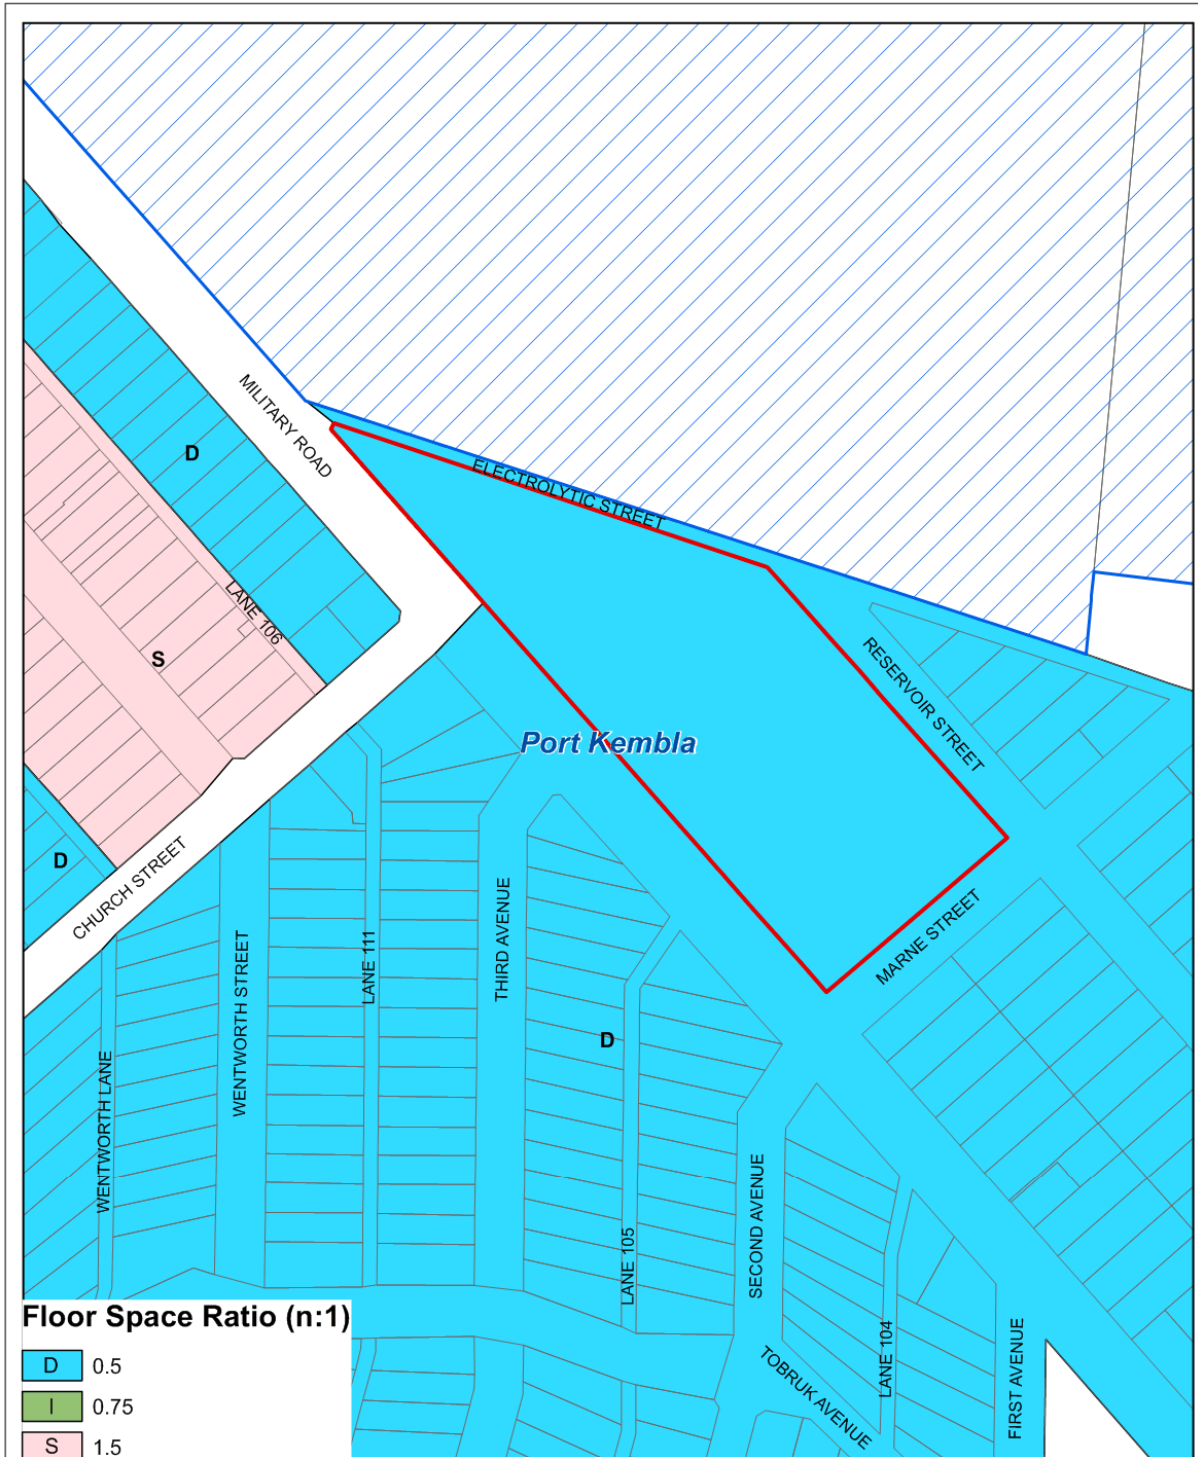 MILITARY ROAD
D
ELECTROLYTIC STREET
LANE 106
S
RESERVOIR STREET
Port Kembla
D
CHURCH STREET
THIRD AVENUE
MARNE STREET
LANE 111
WENTWORTH STREET
D
WENTWORTH LANE
SECOND AVENUE
LANE 105
Floor Space Ratio (n:1)
D 0.5
I 0.75
S 1.5
LANE 104
TOBRUK AVENUE
FIRST AVENUE